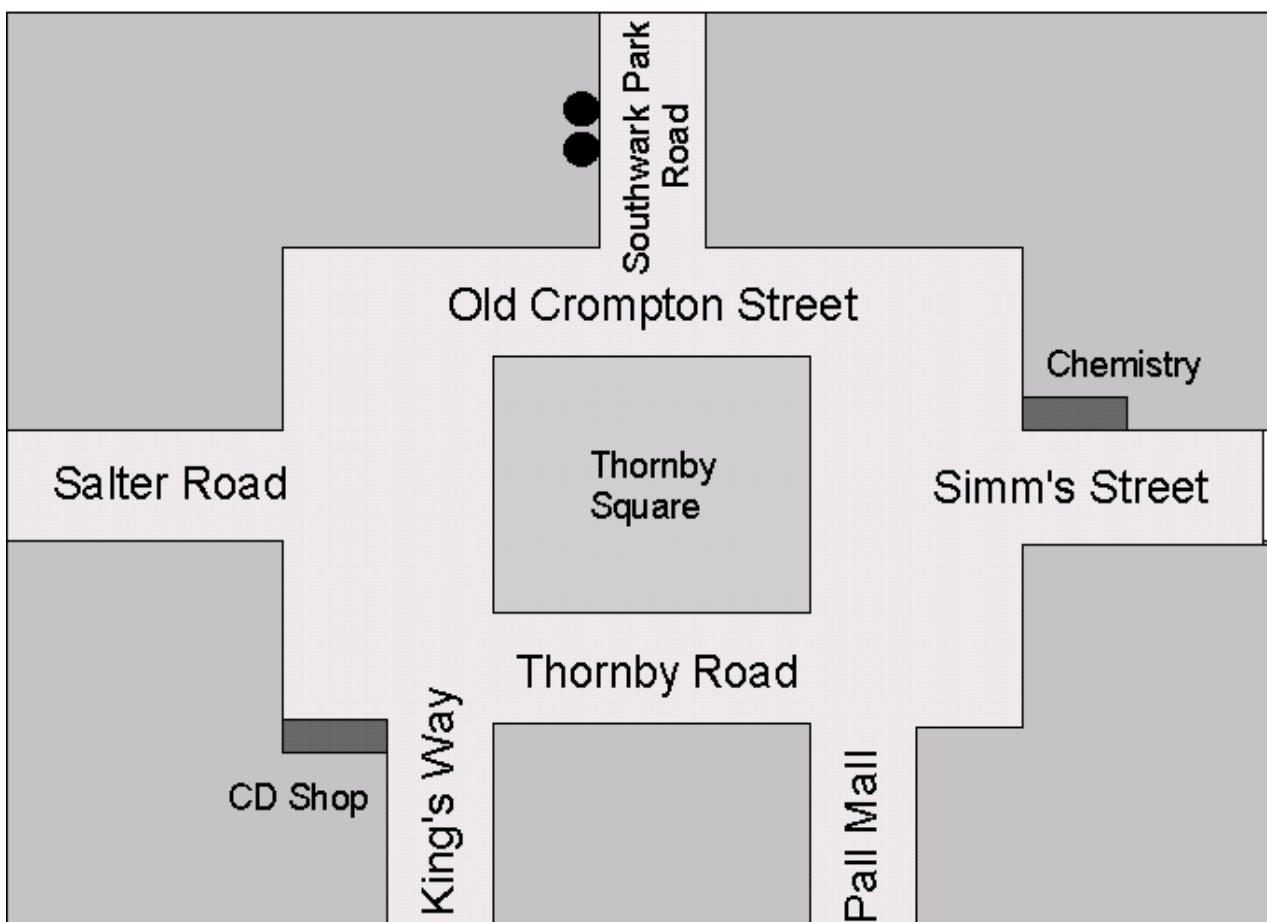 Southwark Park
Road
Old Crompton Street
Chemistry
Thornby
Square
Salter Road
Simm's Street
Thornby Road
CD Shop
King's Way
Pall Mall